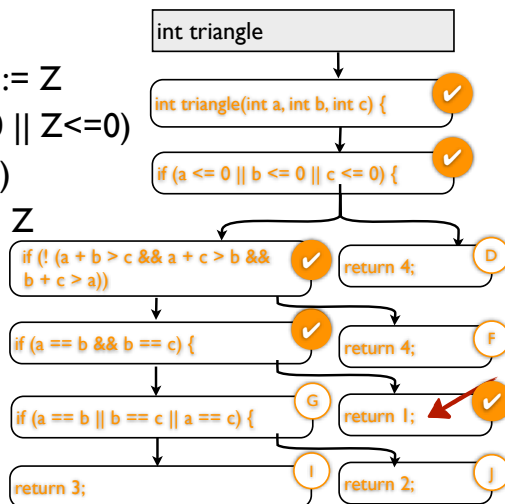 int triangle
:= Z
int triangle(int a, int b, int c) {
|| Z<=0)
)
if (a <= 0 || b <= 0 || c <= 0) {
Z
if (! (a + b > c && a + c > b &&
b + c > a))
return 4;
D
if (a == b && b == c) {
return 4;
F
if (a == b || b == c || a == c) {
G
return 1;
return 3;
I
return 2;
J